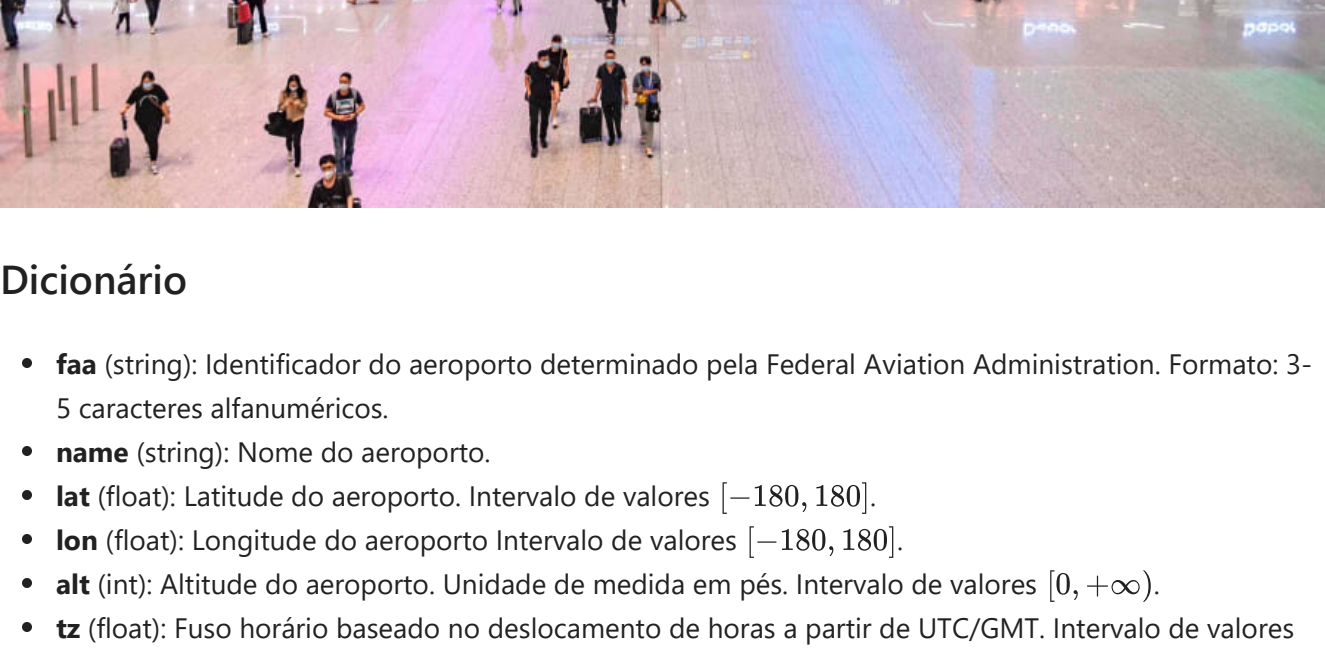 Dicionário
• faa (string): Identificador do aeroporto determinado pela Federal Aviation Administration. Formato: 3-
5 caracteres alfanuméricos.
• name (string): Nome do aeroporto.
• lat (float): Latitude do aeroporto. Intervalo de valores [−180, 180].
• lon (float): Longitude do aeroporto Intervalo de valores [−180, 180].
• alt (int): Altitude do aeroporto. Unidade de medida em pés. Intervalo de valores [0, +∞).
• tz (float): Fuso horário baseado no deslocamento de horas a partir de UTC/GMT. Intervalo de valores